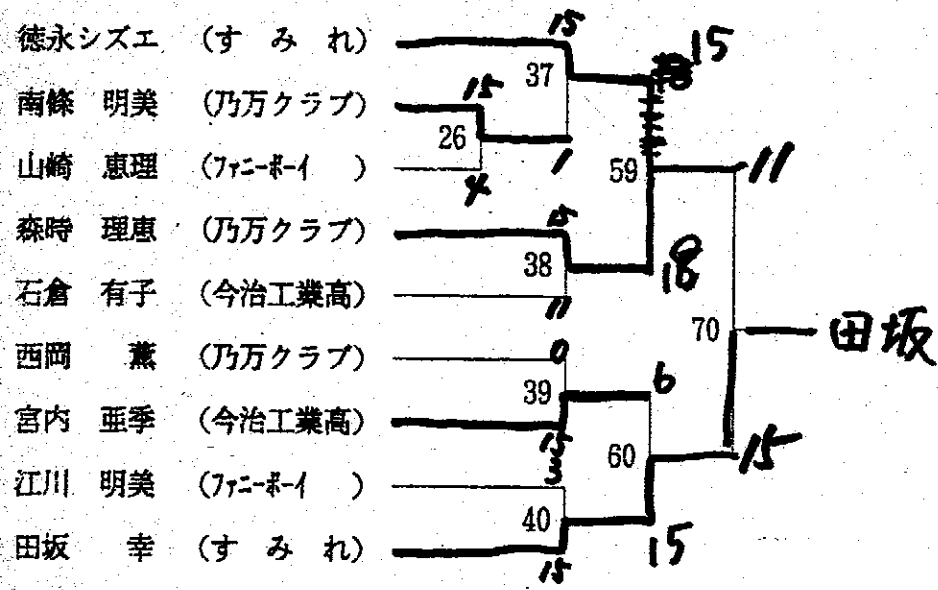 徳永シズエ (すみれ) 15
37 15
南條 明美 (乃万クラブ) 15
26 1
山崎 恵理 (ファニーボーイ ) 4
59 11
森時 理恵 (乃万クラブ) 15
38 18
石倉 有子 (今治工業高) 11
70 田坂
西岡 薫 (乃万クラブ) 0
39 6
宮内 亜季 (今治工業高) 15
60 15
江川 明美 (ファニーボーイ ) 3
40 15
田坂 幸 (すみれ) 15